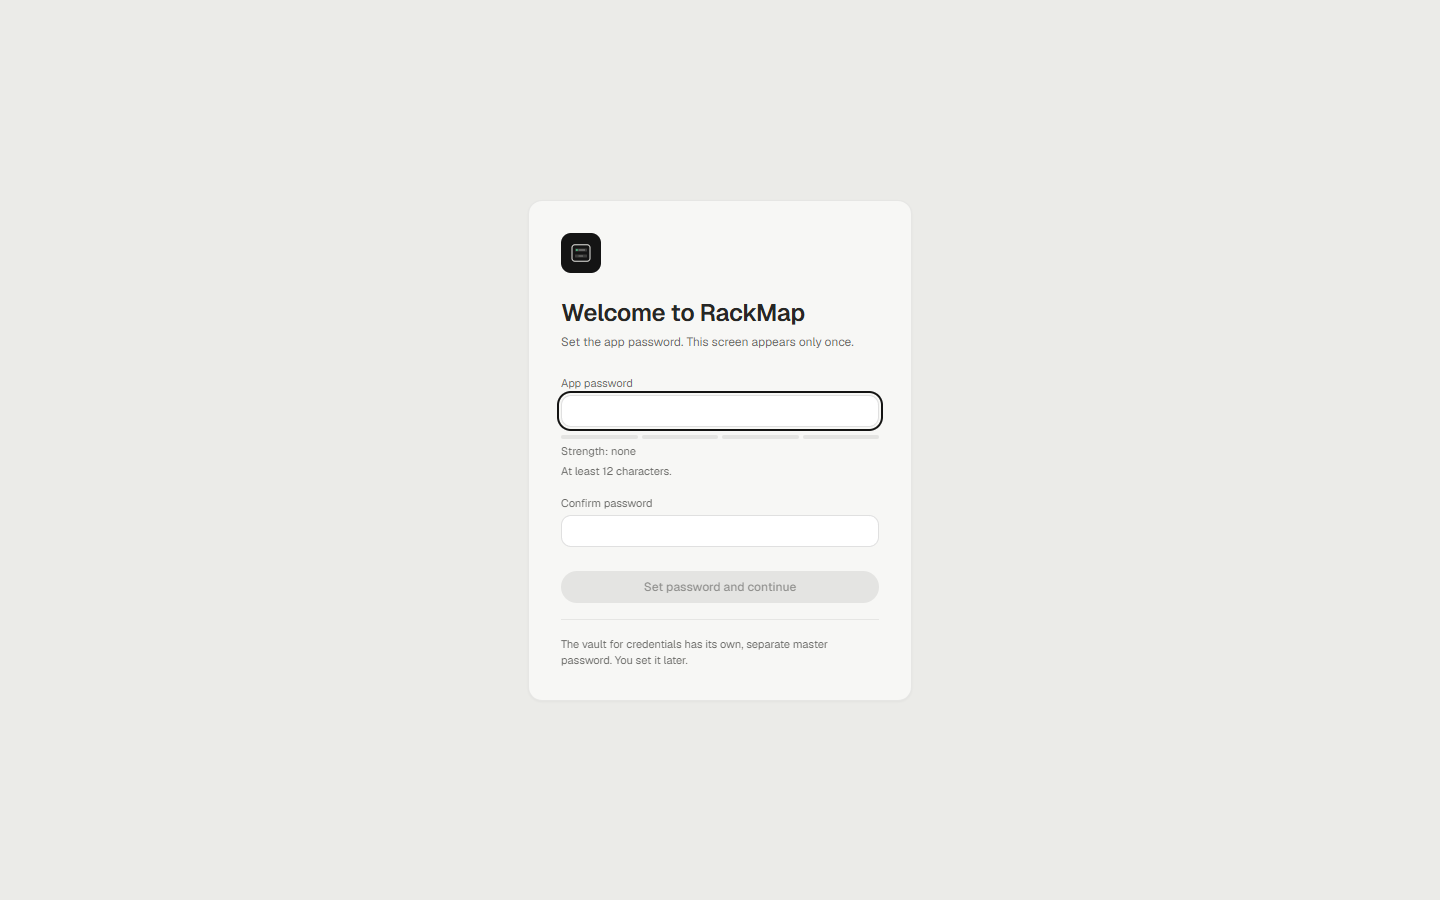 Welcome to RackMap
Set the app password. This screen appears only once.
App password
Strength: none
At least 12 characters.
Confirm password
Set password and continue
The vault for credentials has its own, separate master
password. You set it later.